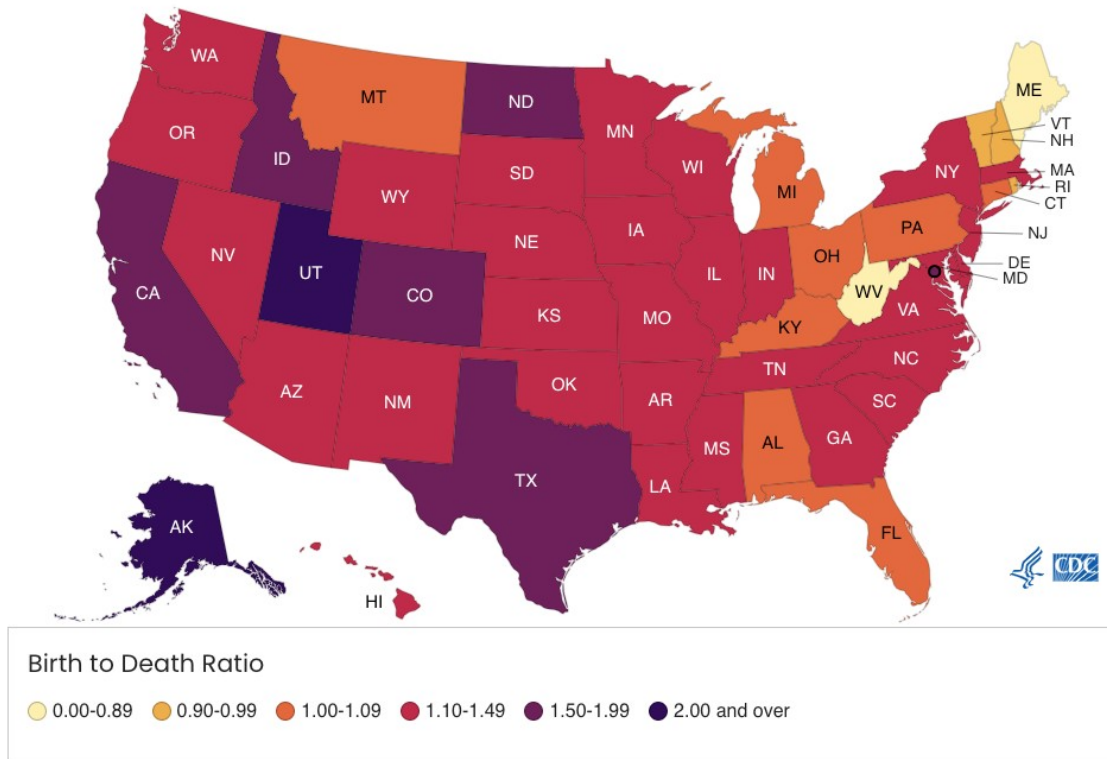 WA
MT
ND
MN
ME
VT
NH
OR
ID
SD
WI
NY
MA
RI
CT
WY
MI
PA
NJ
IA
NE
NV
UT
CO
IL
IN
OH
DE
MD
CA
WV
VA
KS
MO
KY
NC
TN
AZ
NM
OK
AR
SC
MS
AL
GA
TX
LA
AK
FL
HI
CDC
Birth to Death Ratio
0.00-0.89 0.90-0.99 1.00-1.09 1.10-1.49 1.50-1.99 2.00 and over